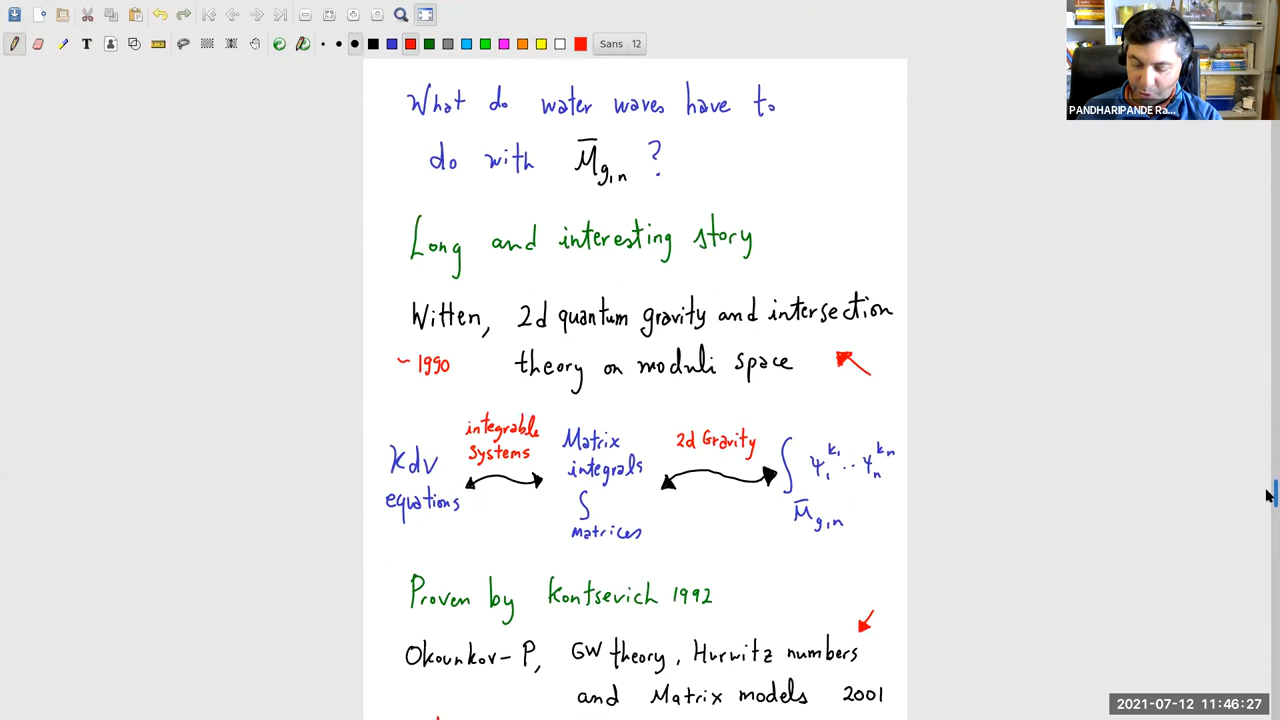 Sans 12
PANDHARIPANDE Ra...
What do water waves have to
do with M̄g,n ?
Long and interesting story
Witten, 2d quantum gravity and intersection
~ 1990 theory on moduli space
integrable
systems
2d Gravity
Kdv
equations
Matrix
integrals
∫
matrices
∫ ψ₁^k₁ ·· ψₙ^kₙ
M̄g,n
Proven by Kontsevich 1992
Okounkov - P, GW theory, Hurwitz numbers
and Matrix models 2001
2021-07-12 11:46:27